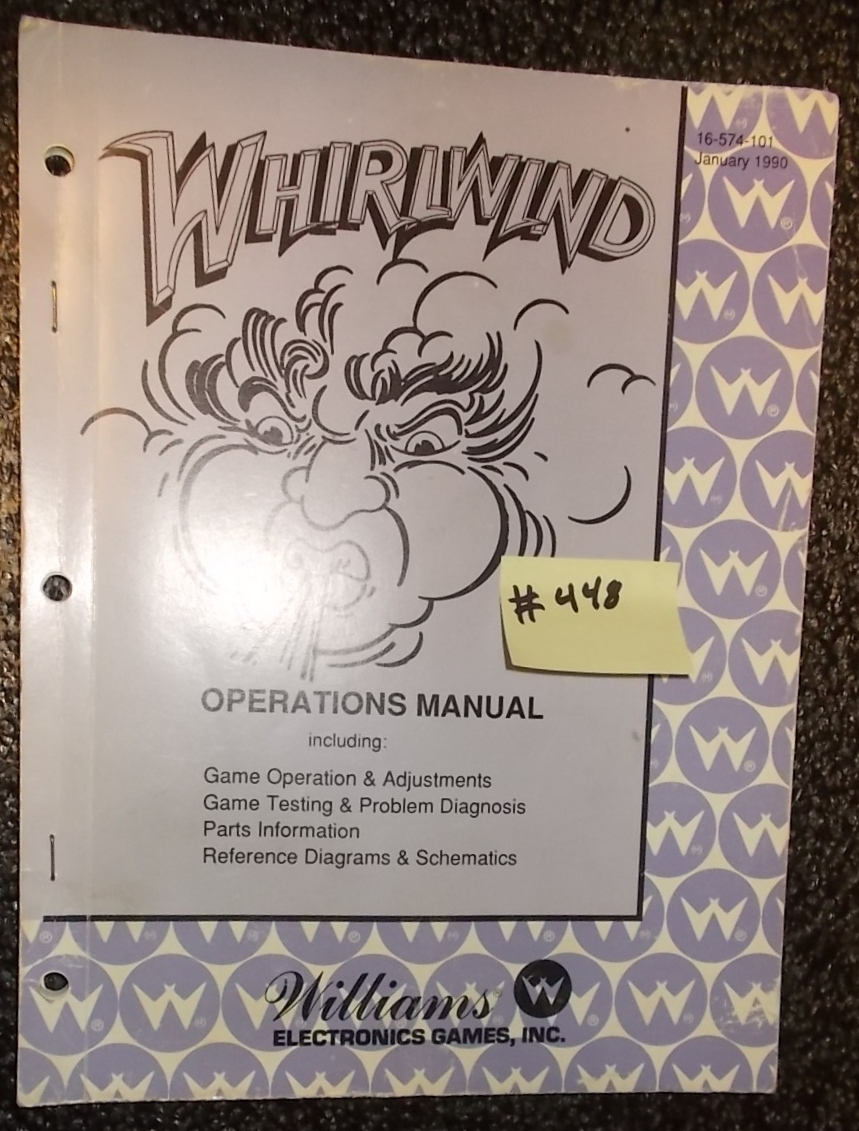 16-574-101
January 1990
WHIRLWIND
# 448
OPERATIONS MANUAL
including:
Game Operation & Adjustments
Game Testing & Problem Diagnosis
Parts Information
Reference Diagrams & Schematics
Williams
ELECTRONICS GAMES, INC.